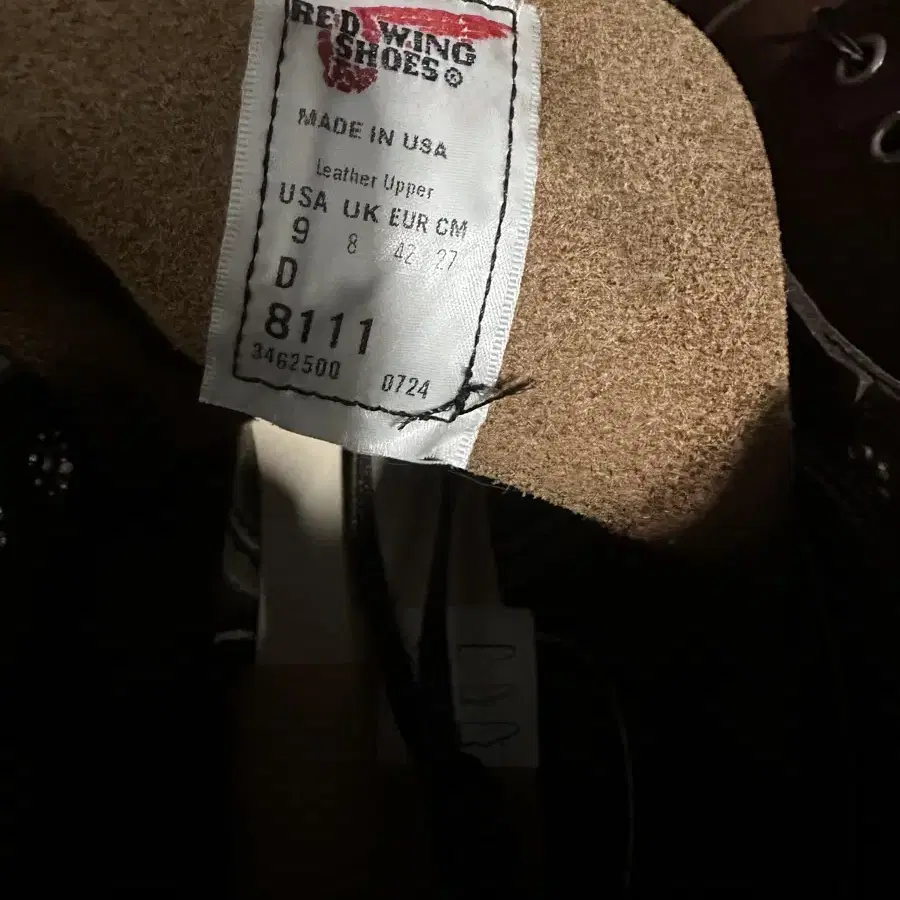 RED WING
SHOES®
MADE IN USA
Leather Upper
USA UK EUR CM
9 8 42 27
D
8111
3462500 0724